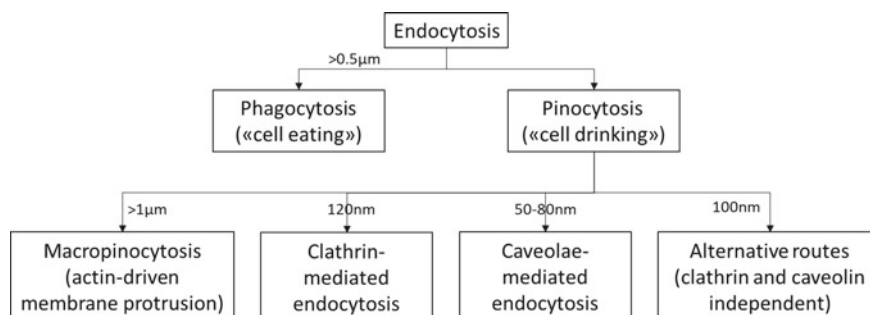 Endocytosis
>0.5μm
Phagocytosis
(«cell eating»)
Pinocytosis
(«cell drinking»)
>1μm
120nm
50-80nm
100nm
Macropinocytosis
(actin-driven
membrane protrusion)
Clathrin-
mediated
endocytosis
Caveolae-
mediated
endocytosis
Alternative routes
(clathrin and caveolin
independent)